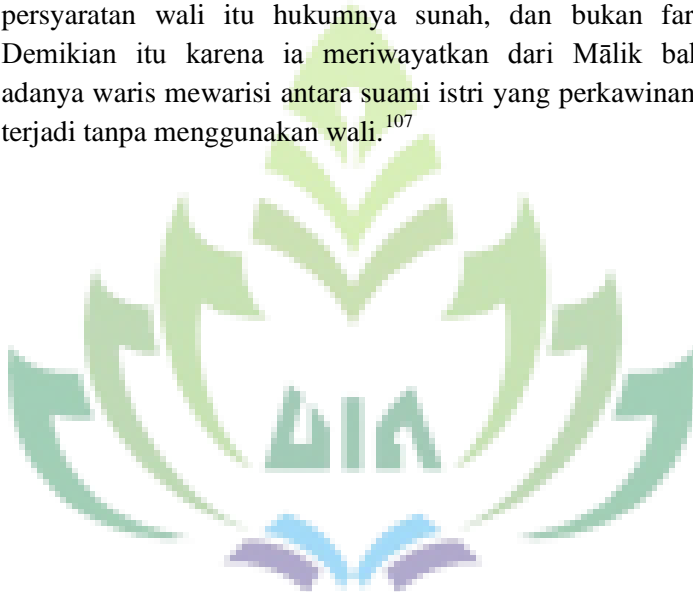 persyaratan wali itu hukumnya sunah, dan bukan far
Demikian itu karena ia meriwayatkan dari Mālik bal
adanya waris mewarisi antara suami istri yang perkawinan
terjadi tanpa menggunakan wali.107